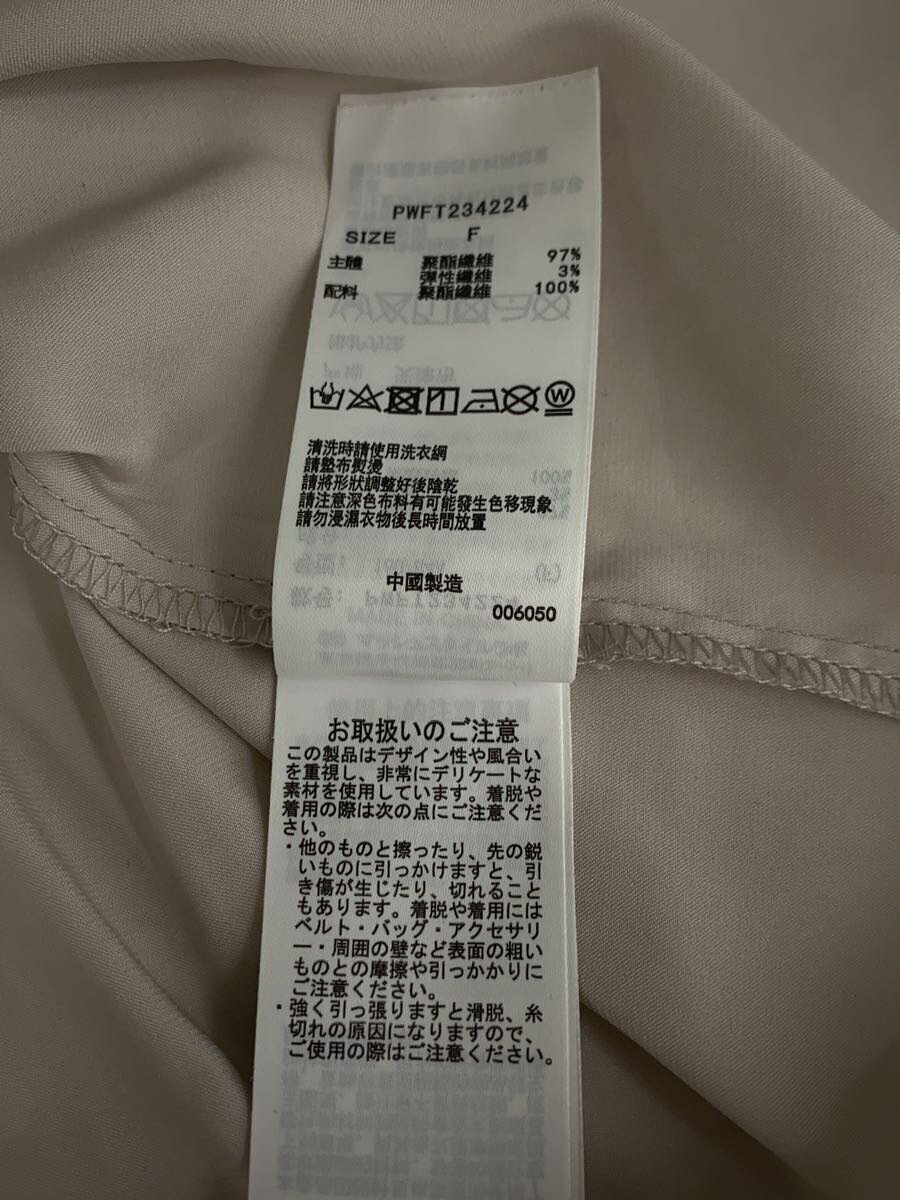 PWFT234224
SIZE F
主體 聚酯纖維 97%
彈性纖維 3%
配料 聚酯纖維 100%
清洗時請使用洗衣網
請墊布熨燙
請將形狀調整好後陰乾
請注意深色布料有可能發生色移現象
請勿浸濕衣物後長時間放置
中國製造
006050
お取扱いのご注意
この製品はデザイン性や風合い
を重視し、非常にデリケートな
素材を使用しています。着脱や
着用の際は次の点にご注意くだ
さい。
・他のものと擦ったり、先の鋭
いものに引っかけますと、引
き傷が生じたり、切れること
もあります。着脱や着用には
ベルト・バッグ・アクセサリ
ー・周囲の壁など表面の粗い
ものとの摩擦や引っかかりに
ご注意ください。
・強く引っ張りますと滑脱、糸
切れの原因になりますので、
ご使用の際はご注意ください。